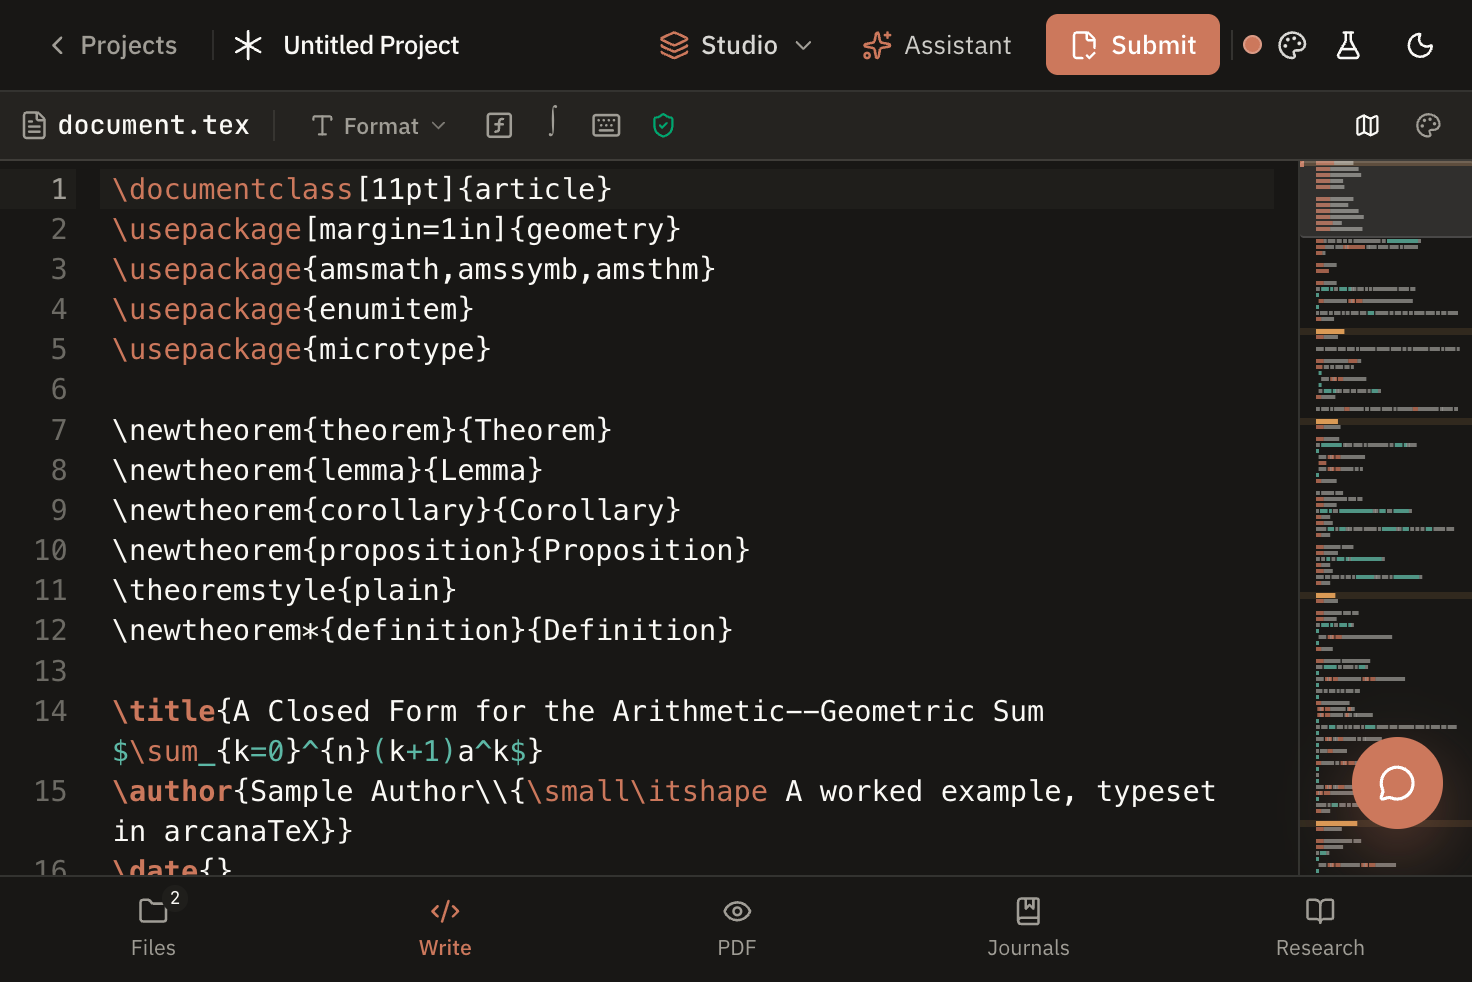 Projects
Untitled Project
Studio
Assistant
Submit
document.tex
Format
1 \documentclass[11pt]{article}
2 \usepackage[margin=1in]{geometry}
3 \usepackage{amsmath,amssymb,amsthm}
4 \usepackage{enumitem}
5 \usepackage{microtype}
6
7 \newtheorem{theorem}{Theorem}
8 \newtheorem{lemma}{Lemma}
9 \newtheorem{corollary}{Corollary}
10 \newtheorem{proposition}{Proposition}
11 \theoremstyle{plain}
12 \newtheorem*{definition}{Definition}
13
14 \title{A Closed Form for the Arithmetic--Geometric Sum
$\sum_{k=0}^{n}(k+1)a^k$}
15 \author{Sample Author\\{\small\itshape A worked example, typeset
in arcanaTeX}}
16 \date{}
2
Files
Write
PDF
Journals
Research